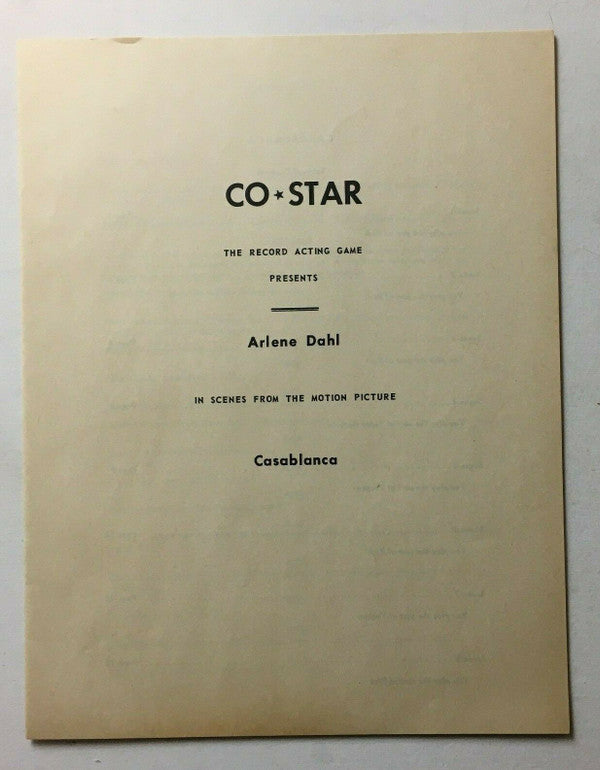 CO★STAR
THE RECORD ACTING GAME
PRESENTS
Arlene Dahl
IN SCENES FROM THE MOTION PICTURE
Casablanca